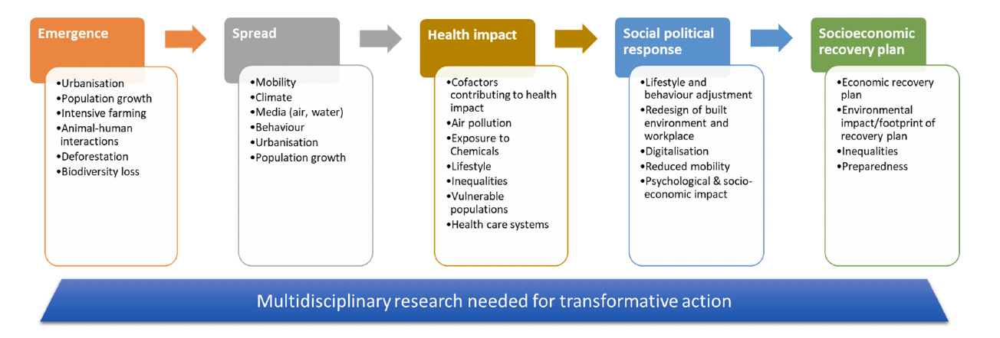 Emergence
•Urbanisation
•Population growth
•Intensive farming
•Animal-human
interactions
•Deforestation
•Biodiversity loss
Spread
•Mobility
•Climate
•Media (air, water)
•Behaviour
•Urbanisation
•Population growth
Health impact
•Cofactors
contributing to health
impact
•Air pollution
•Exposure to
Chemicals
•Lifestyle
•Inequalities
•Vulnerable
populations
•Health care systems
Social political
response
•Lifestyle and
behaviour adjustment
•Redesign of built
environment and
workplace
•Digitalisation
•Reduced mobility
•Psychological & socio-
economic impact
Socioeconomic
recovery plan
•Economic recovery
plan
•Environmental
impact/footprint of
recovery plan
•Inequalities
•Preparedness
Multidisciplinary research needed for transformative action